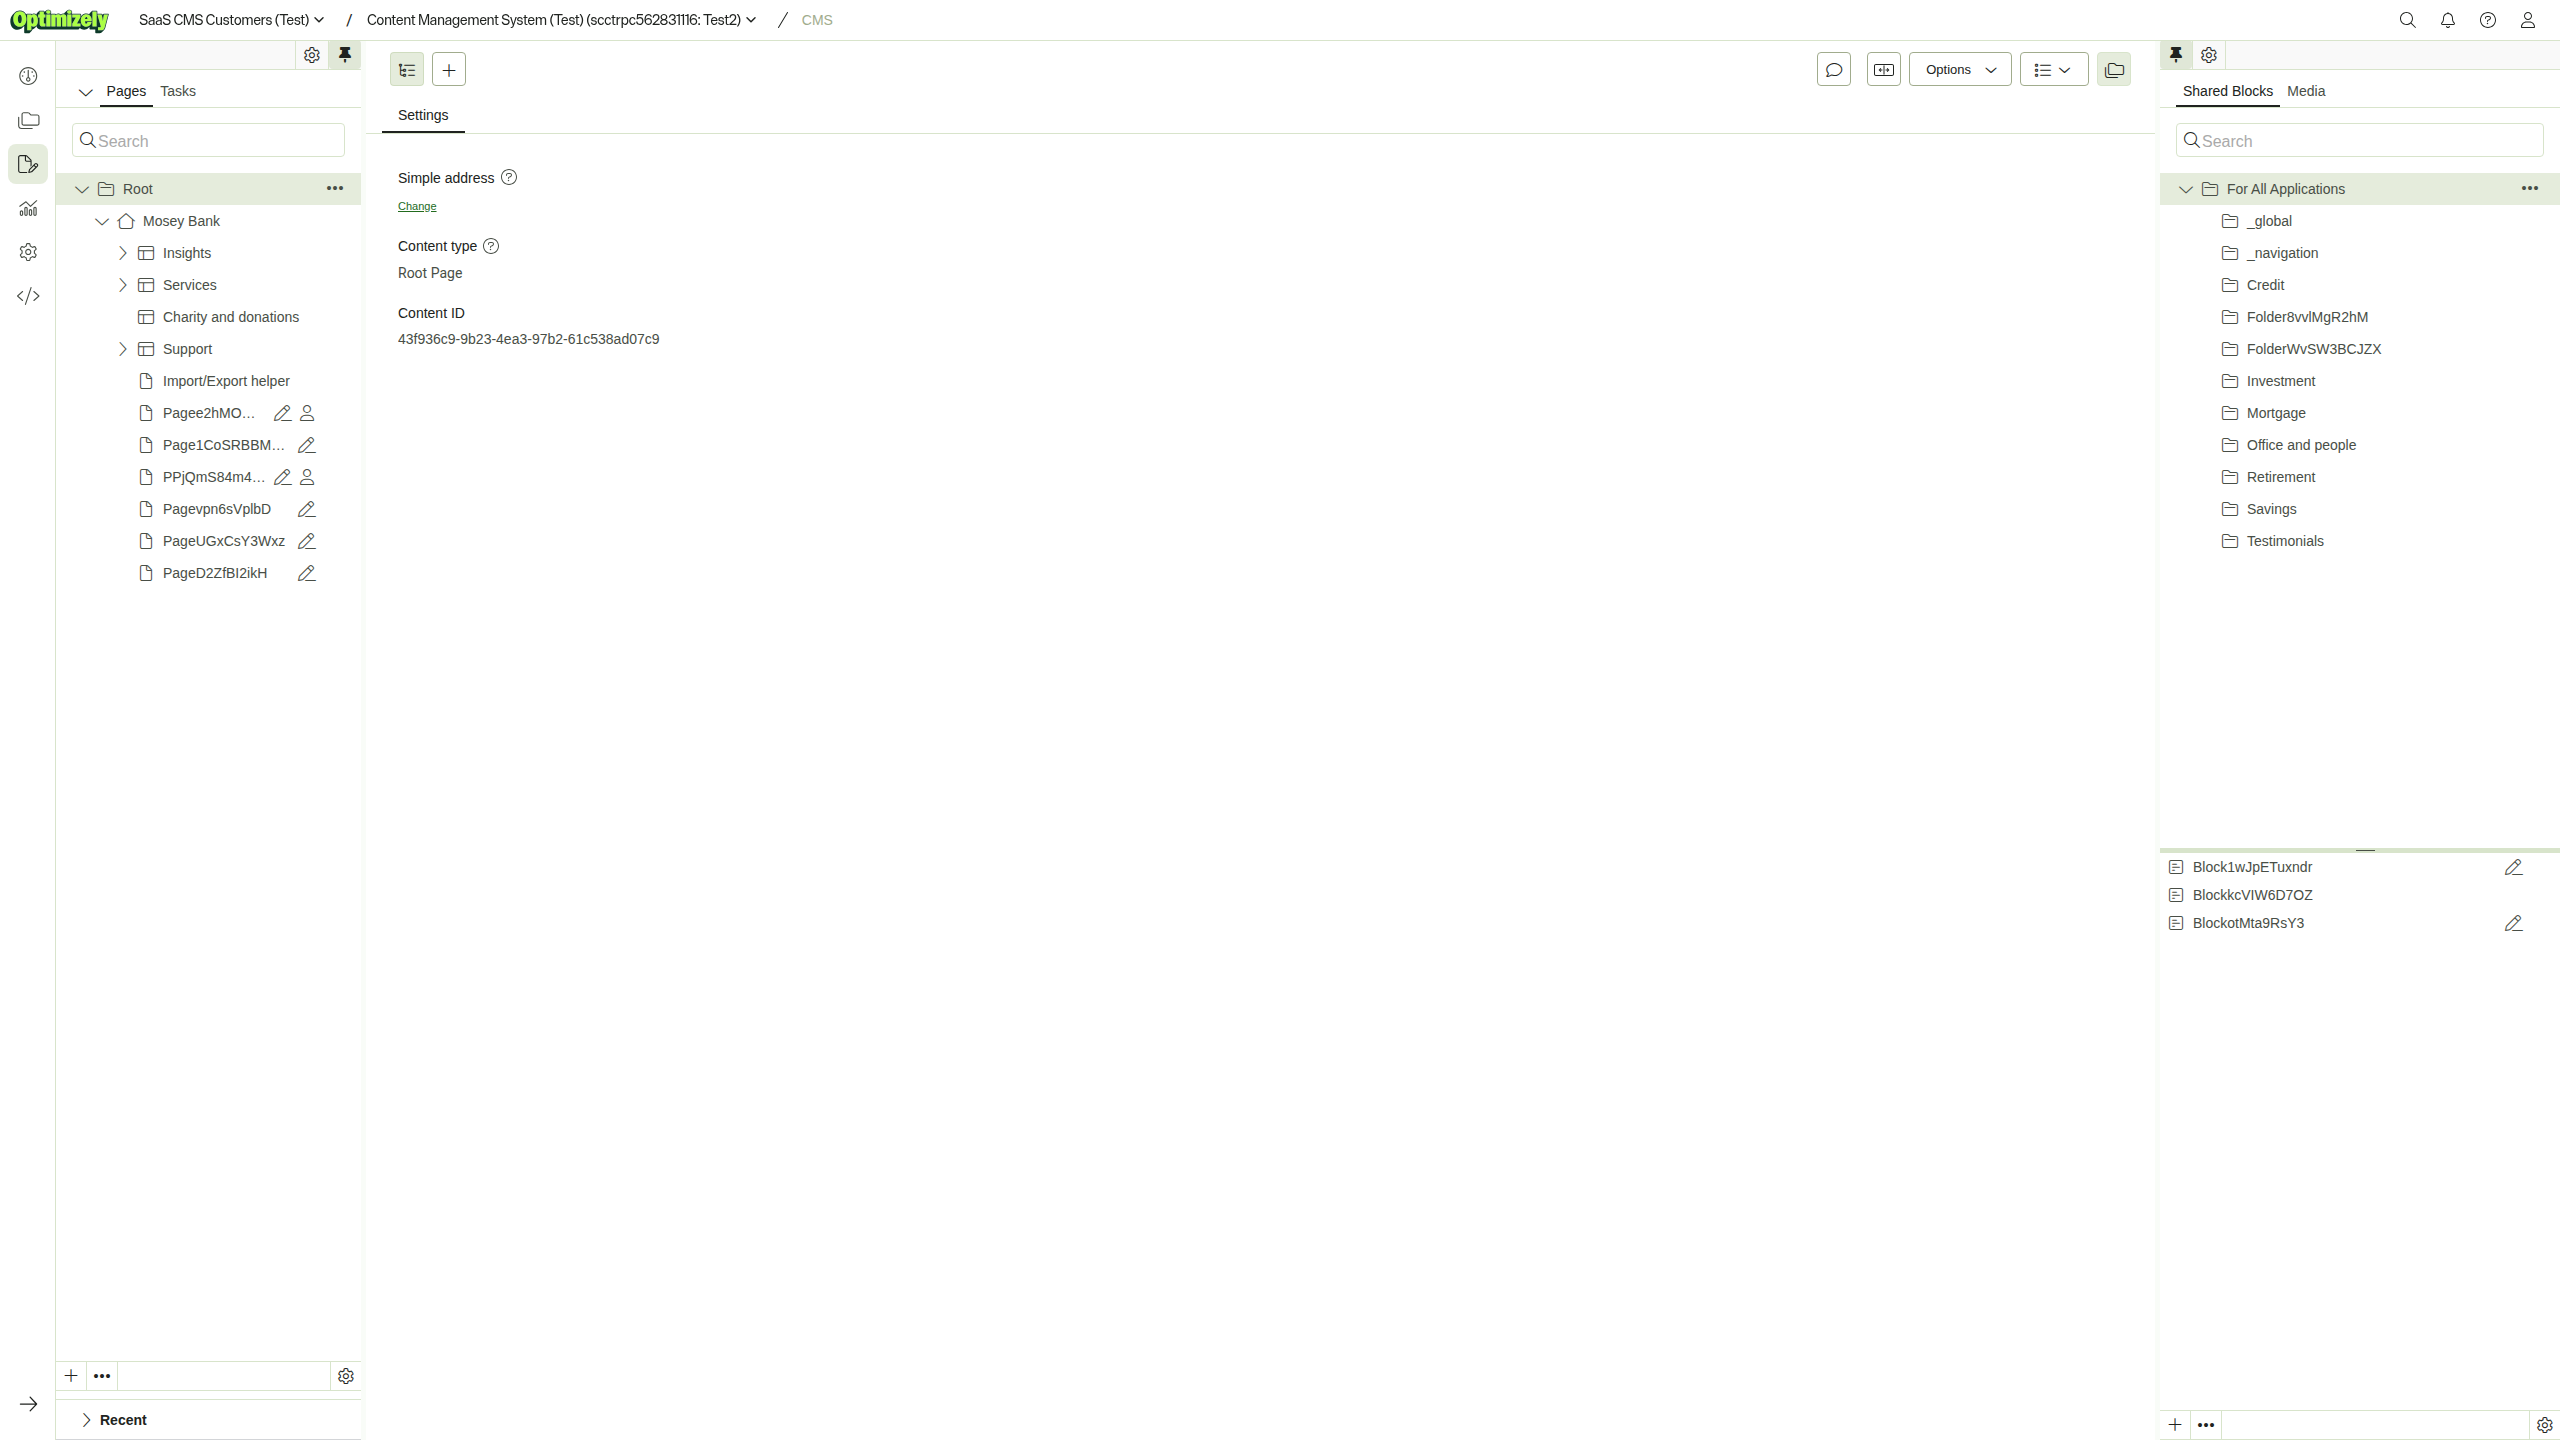 Optimizely
SaaS CMS Customers (Test) / Content Management System (Test) (scctrpc562831116: Test2) / CMS
Pages Tasks
Search
Root
Mosey Bank
Insights
Services
Charity and donations
Support
Import/Export helper
Pagee2hMO...
Page1CoSRBBM...
PPjQmS84m4...
Pagevpn6sVplbD
PageUGxCsY3Wxz
PageD2ZfBI2ikH
Recent
Options
Settings
Simple address
Change
Content type
Root Page
Content ID
43f936c9-9b23-4ea3-97b2-61c538ad07c9
Shared Blocks Media
Search
For All Applications
_global
_navigation
Credit
Folder8vvlMgR2hM
FolderWvSW3BCJZX
Investment
Mortgage
Office and people
Retirement
Savings
Testimonials
Block1wJpETuxndr
BlockkcVIW6D7OZ
BlockotMta9RsY3